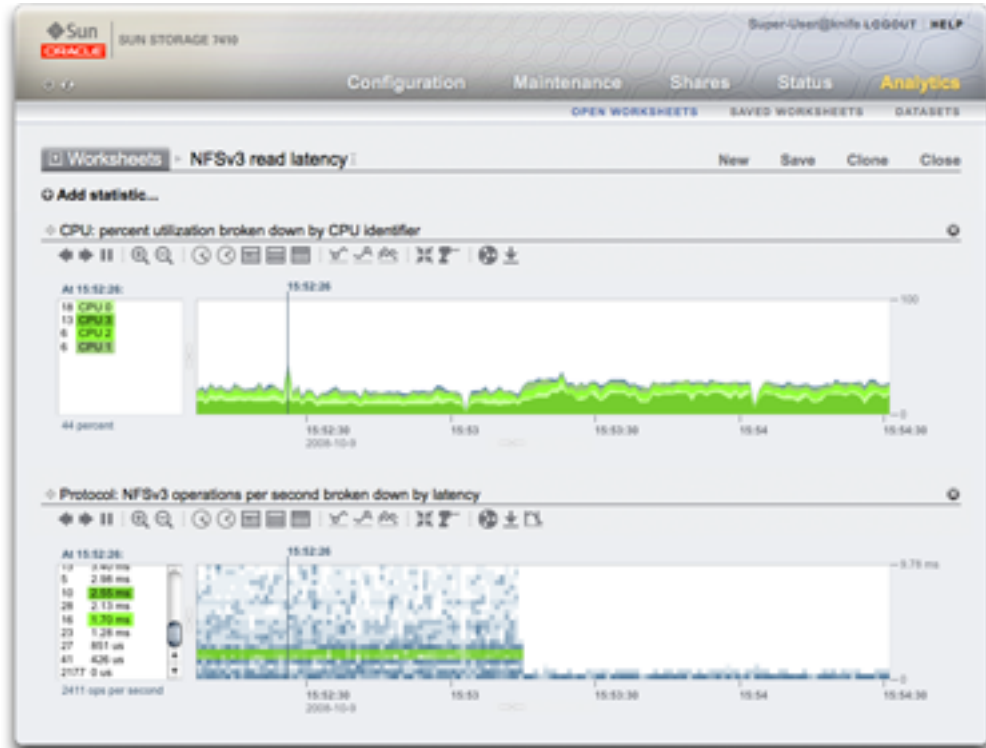 Sun
ORACLE
SUN STORAGE 7410
Super-User@knife LOGOUT HELP
Configuration Maintenance Shares Status Analytics
OPEN WORKSHEETS SAVED WORKSHEETS DATASETS
Worksheets NFSv3 read latency
New Save Clone Close
Add statistic...
CPU: percent utilization broken down by CPU identifier
At 15:52:26:
15:52:26
18 CPU 0
13 CPU 3
6 CPU 2
6 CPU 1
44 percent
100
0
15:52:30 15:53 15:53:30 15:54 15:54:30
2008-10-9
Protocol: NFSv3 operations per second broken down by latency
At 15:52:26:
15:52:26
13 3.40 ms
5 2.98 ms
10 2.55 ms
28 2.13 ms
16 1.70 ms
23 1.28 ms
27 851 us
41 426 us
2177 0 us
2411 ops per second
9.78 ms
0
15:52:30 15:53 15:53:30 15:54 15:54:30
2008-10-9